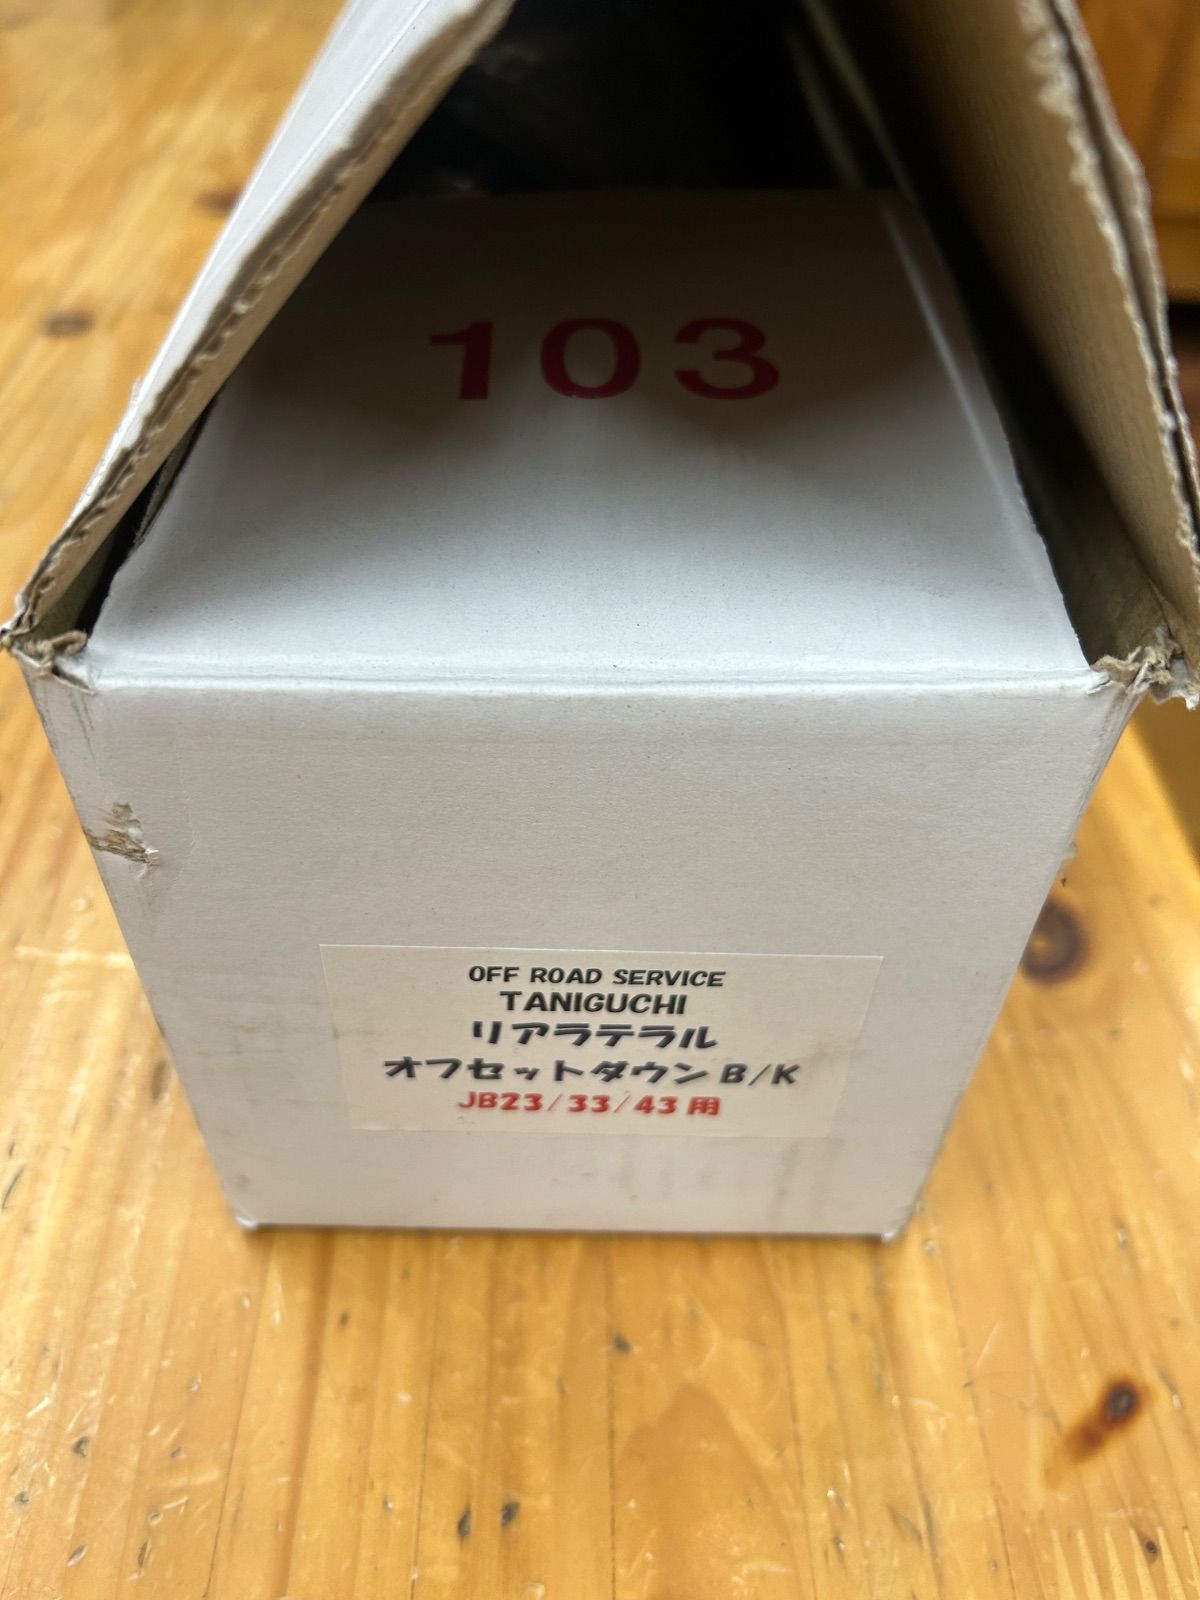 103
OFF ROAD SERVICE
TANIGUCHI
リアラテラル
オフセットダウン B/K
JB23/33/43用